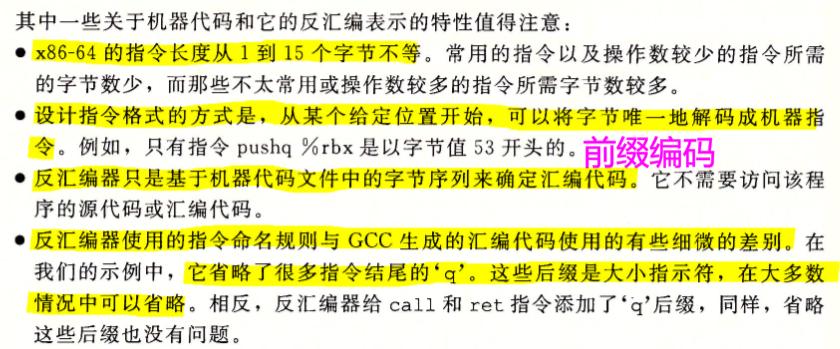 其中一些关于机器代码和它的反汇编表示的特性值得注意：
● x86-64 的指令长度从 1 到 15 个字节不等。常用的指令以及操作数较少的指令所需
的字节数少，而那些不太常用或操作数较多的指令所需字节数较多。
● 设计指令格式的方式是，从某个给定位置开始，可以将字节唯一地解码成机器指
令。例如，只有指令 pushq %rbx 是以字节值 53 开头的。前缀编码
● 反汇编器只是基于机器代码文件中的字节序列来确定汇编代码。它不需要访问该程
序的源代码或汇编代码。
● 反汇编器使用的指令命名规则与 GCC 生成的汇编代码使用的有些细微的差别。在
我们的示例中，它省略了很多指令结尾的‘q’。这些后缀是大小指示符，在大多数
情况中可以省略。相反，反汇编器给 call 和 ret 指令添加了‘q’后缀，同样，省略
这些后缀也没有问题。